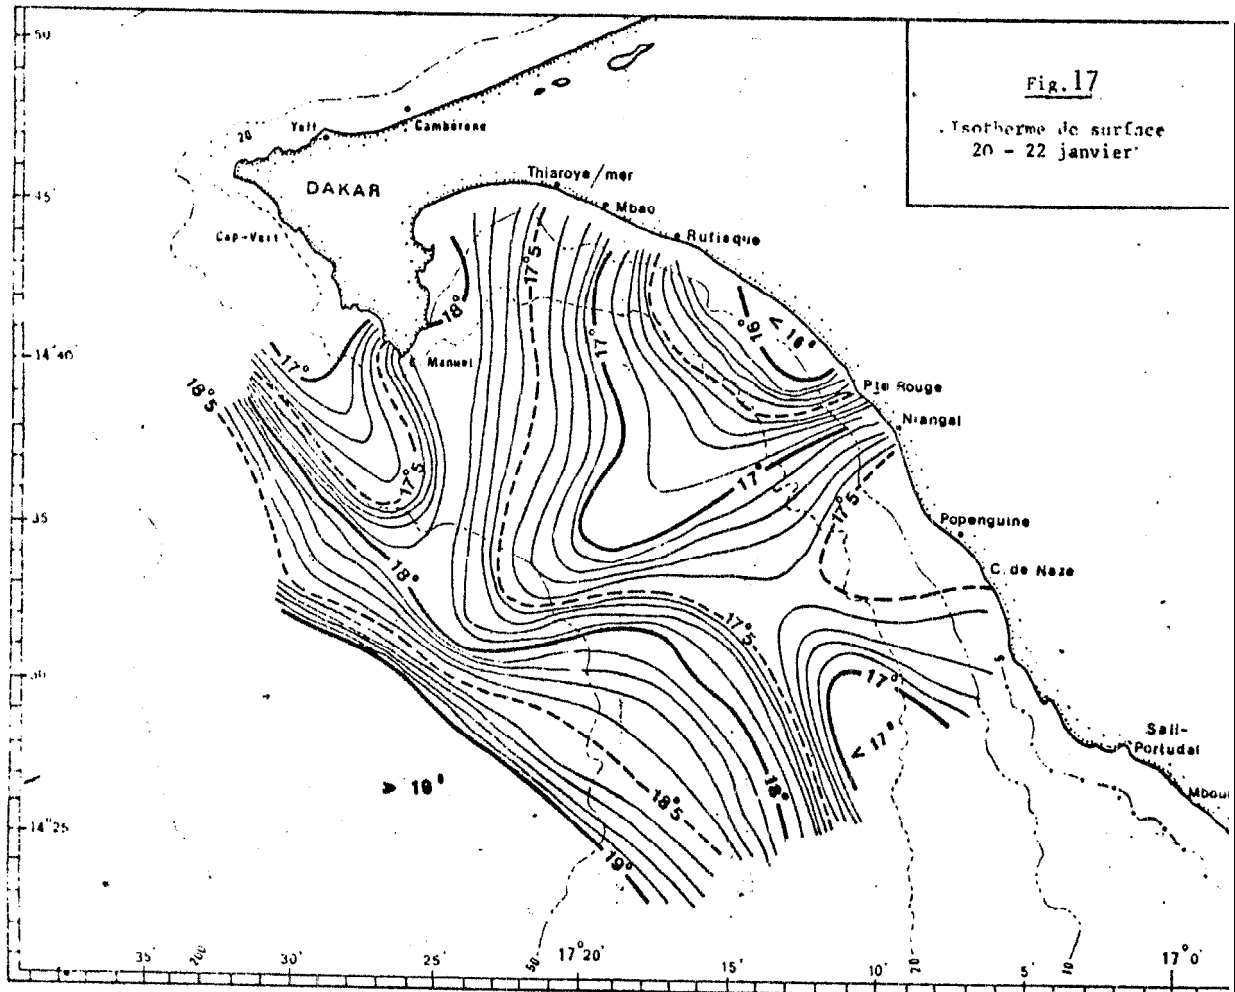 50
Fig. 17
Isotherme de surface
20 - 22 janvier
20
Yoff
Cambérène
45'
DAKAR
Thiaroye/mer
Mbao
Rufisque
Cap-Vert
17°5
18°
17°
16°
< 16°
14°40'
17°
C. Manuel
18°5
Pte Rouge
Niangal
17°5
17°
17°5
35
Popenguine
18°
C. de Naze
17°5
30
17°
5
< 17°
Sali-
Portudal
> 19°
18°5
18°
Mbour
14°25
19°
35'
200
30'
25'
50
17°20'
15'
10'
20
5'
10
17°0'